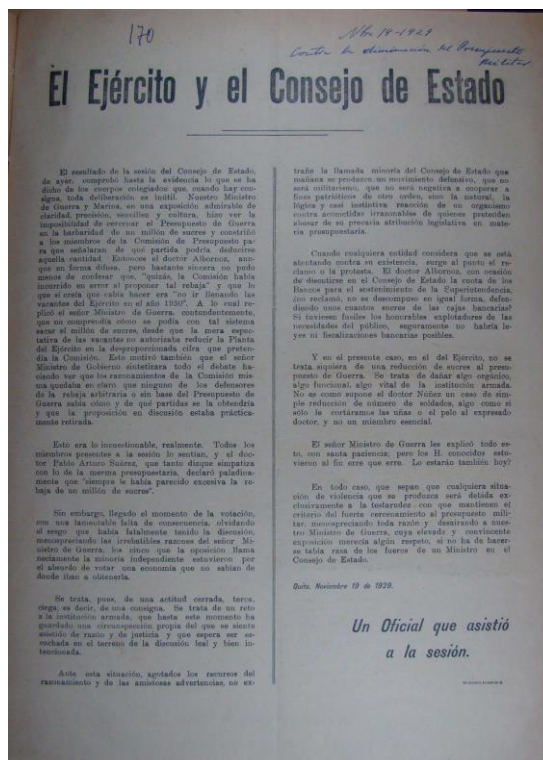 170
Nbre 19-1929
Contra la disminución del Presupuesto
Militar
El Ejército y el Consejo de Estado
El resultado de la sesión del Consejo de Estado,
de ayer, comprobó hasta la evidencia lo que se ha
dicho de los cuerpos colegiados que, cuando hay con-
signa, toda deliberación es inútil. Nuestro Ministro
de Guerra y Marina, en una exposición admirable de
claridad, precisión, sencillez y cultura, hizo ver la
imposibilidad de cercenar el Presupuesto de Guerra
en la barbaridad de un millón de sucres y constriñó
a los miembros de la Comisión de Presupuesto pa-
ra que señalaran de qué partida podría deducirse
aquella cantidad. Entonces el doctor Albornoz, aun-
que en forma difusa, pero bastante sincera no pudo
menos de confesar que, "quizás, la Comisión había
incurrido en error al proponer tal rebaja" y que lo
que él creía que cabía hacer era "no ir llenando las
vacantes del Ejército en el año 1930". A lo cual re-
plicó el señor Ministro de Guerra, contundentemente,
que no comprendía cómo se podía con tal sistema
sacar el millón de sucres, desde que la mera expec-
tativa de las vacantes no autorizaba reducir la Planta
del Ejército en la desproporcionada cifra que preten-
día la Comisión. Esto motivó también que el señor
Ministro de Gobierno sintetizara todo el debate ha-
ciendo ver que los razonamientos de la Comisión mis-
ma quedaba en claro que ninguno de los defensores
de la rebaja arbitraria o sin base del Presupuesto de
Guerra sabía cómo y de qué partidas se la obtendría
y que la proposición en discusión estaba práctica-
mente retirada.
Esto era lo incuestionable, realmente. Todos los
miembros presentes a la sesión lo sentían, y el doc-
tor Pablo Arturo Suárez, que tanto dizque simpatiza
con lo de la merma presupuestaria, declaró paladina-
mente que "siempre le había parecido excesiva la re-
baja de un millón de sucres".
Sin embargo, llegado el momento de la votación,
con una lamentable falta de consecuencia, olvidando
el sesgo que había fatalmente tenido la discusión,
menospreciando las irrefutables razones del señor Mi-
nistro de Guerra, los cinco que la oposición llama
neciamente la minoría independiente estuvieron por
el absurdo de votar una economía que no sabían de
donde iban a obtenerla.
Se trata, pues, de una actitud cerrada, terca,
ciega, es decir, de una consigna. Se trata de un reto
a la institución armada, que hasta este momento ha
guardado una circunspección propia del que se siente
asistido de razón y de justicia y que espera ser es-
cuchada en el terreno de la discusión leal y bien in-
tencionada.
Ante esta situación, agotados los recursos del
razonamiento y de las amistosas advertencias, no ex-
trañe la llamada minoría del Consejo de Estado que
mañana se produzca un movimiento defensivo, que no
será militarismo, que no será negativa a cooperar a
fines patrióticos de otro orden, sino la natural, la
lógica y casi instintiva reacción de un organismo
contra acometidas irrazonables de quienes pretenden
abusar de su precaria atribución legislativa en mate-
ria presupuestaria.
Cuando cualquiera entidad considera que se está
atentando contra su existencia, surge al punto el re-
clamo o la protesta. El doctor Albornoz, con ocasión
de discutirse en el Consejo de Estado la cuota de los
Bancos para el sostenimiento de la Superintendencia,
¿no reclamó, no se descompuso en igual forma, defen-
diendo unos cuantos sucres de las cajas bancarias?
Si tuviesen fusiles los honorables explotadores de las
necesidades del público, seguramente no habría le-
yes ni fiscalizaciones bancarias posibles.
Y en el presente caso, en el del Ejército, no se
trata siquiera de una reducción de sucres al presu-
puesto de Guerra. Se trata de dañar algo orgánico,
algo funcional, algo vital de la institución armada.
No es como supone el doctor Núñez un caso de sim-
ple reducción de número de soldados, algo como si
sólo le cortáramos las uñas o el pelo al expresado
doctor, y no un miembro esencial.
El señor Ministro de Guerra les explicó todo es-
to, con santa paciencia; pero los H. conocidos estu-
vieron al fin erre que erre. Lo estarán también hoy?
En todo caso, que sepan que cualquiera situa-
ción de violencia que se produzca será debida ex-
clusivamente a la testarudez con que mantienen el
criterio del fuerte cercenamiento al presupuesto mili-
tar, menospreciando toda razón y desairando a nues-
tro Ministro de Guerra, cuya elevada y convincente
exposición merecía algún respeto, si no ha de hacer-
se tabla rasa de los fueros de un Ministro en el
Consejo de Estado.
Quito, Noviembre 19 de 1929.
Un Oficial que asistió
a la sesión.